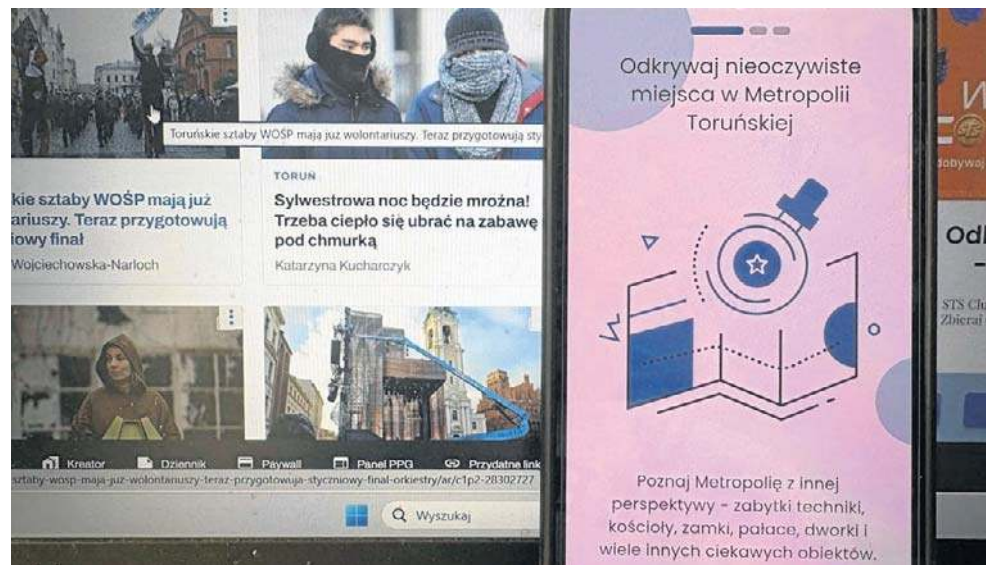 Toruńskie sztaby WOŚP mają już wolontariuszy. Teraz przygotowują sty
kie sztaby WOŚP mają już
ariuszy. Teraz przygotowują
iowy finał
Wojciechowska-Narloch
TORUŃ
Sylwestrowa noc będzie mroźna!
Trzeba ciepło się ubrać na zabawę
pod chmurką
Katarzyna Kucharczyk
Kreator
Dziennik
Paywall
Panel PPG
Przydatne link
sztaby-wosp-maja-juz-wolontariuszy-teraz-przygotowuja-styczniowy-final-orkiestry/ar/c1p2-28302727
Wyszukaj
Odkrywaj nieoczywiste
miejsca w Metropolii
Toruńskiej
Poznaj Metropolię z innej
perspektywy – zabytki techniki,
kościoły, zamki, pałace, dworki i
wiele innych ciekawych obiektów.
dobywaj
Od
STS Ch
Zbieraj